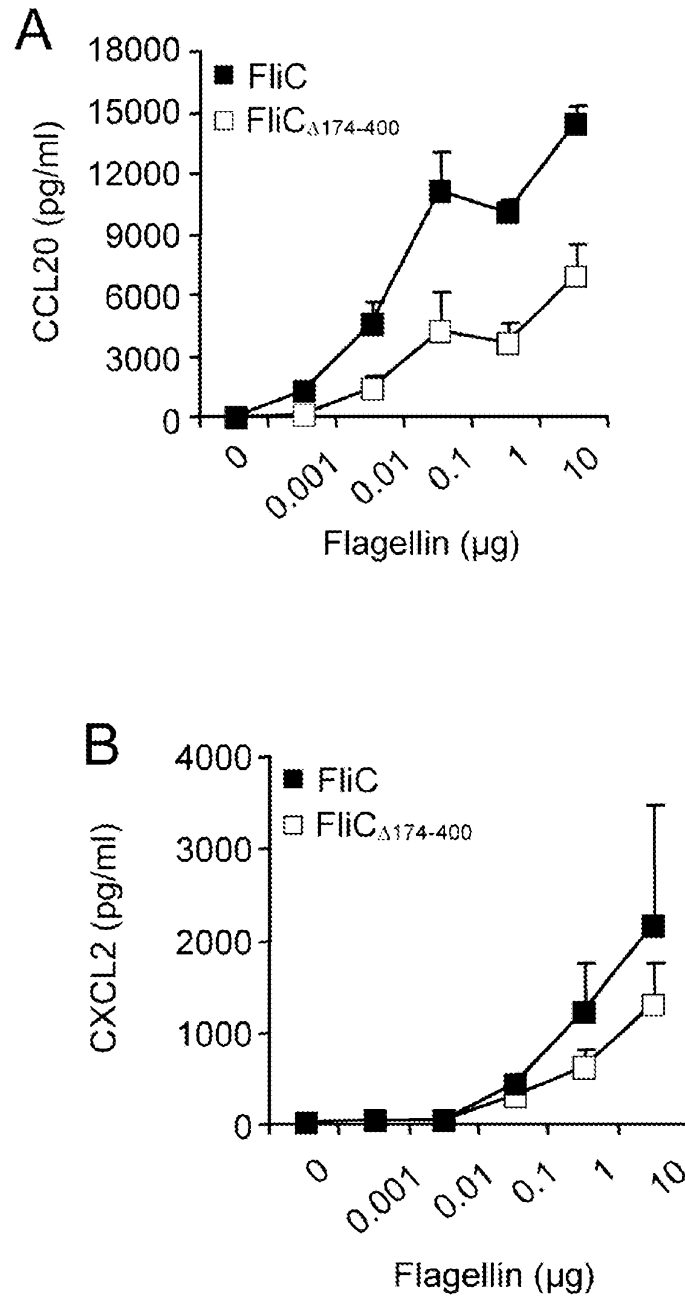 A
18000
15000
12000
9000
6000
3000
0
CCL20 (pg/ml)
FliC
FliCΔ174-400
0 0.001 0.01 0.1 1 10
Flagellin (µg)
B
4000
3000
2000
1000
0
CXCL2 (pg/ml)
FliC
FliCΔ174-400
0 0.001 0.01 0.1 1 10
Flagellin (µg)